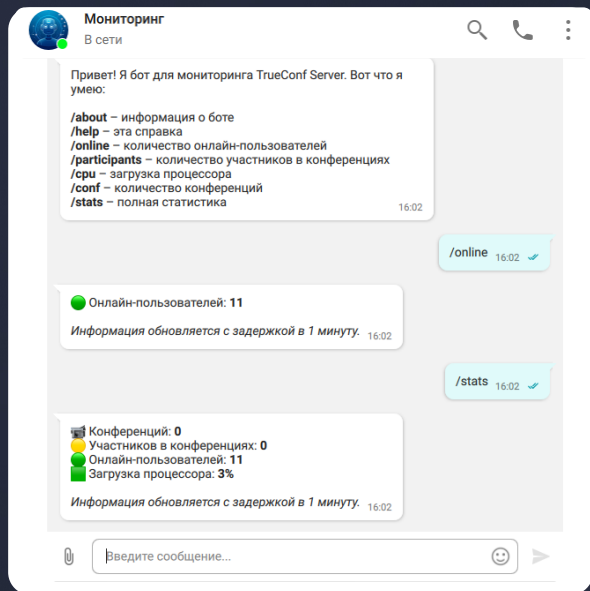 Мониторинг
В сети
Привет! Я бот для мониторинга TrueConf Server. Вот что я
умею:
/about – информация о боте
/help – эта справка
/online – количество онлайн-пользователей
/participants – количество участников в конференциях
/cpu – загрузка процессора
/conf – количество конференций
/stats – полная статистика
16:02
/online 16:02
Онлайн-пользователей: 11
Информация обновляется с задержкой в 1 минуту. 16:02
/stats 16:02
Конференций: 0
Участников в конференциях: 0
Онлайн-пользователей: 11
Загрузка процессора: 3%
Информация обновляется с задержкой в 1 минуту. 16:02
Введите сообщение...